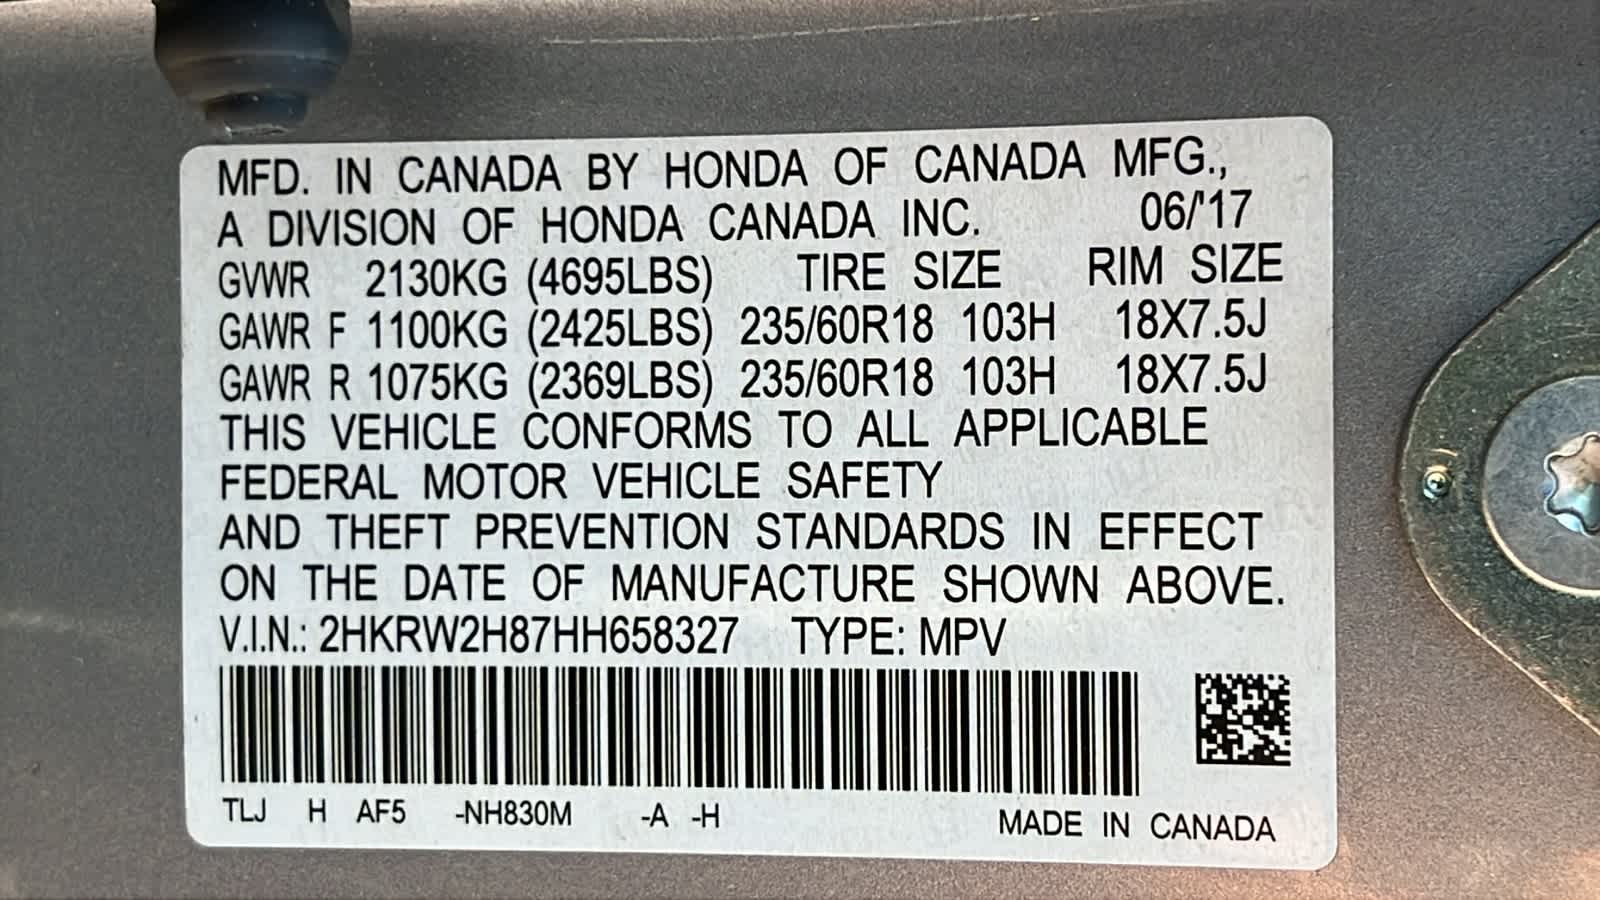 MFD. IN CANADA BY HONDA OF CANADA MFG.,
A DIVISION OF HONDA CANADA INC. 06/'17
GVWR 2130KG (4695LBS) TIRE SIZE RIM SIZE
GAWR F 1100KG (2425LBS) 235/60R18 103H 18X7.5J
GAWR R 1075KG (2369LBS) 235/60R18 103H 18X7.5J
THIS VEHICLE CONFORMS TO ALL APPLICABLE
FEDERAL MOTOR VEHICLE SAFETY
AND THEFT PREVENTION STANDARDS IN EFFECT
ON THE DATE OF MANUFACTURE SHOWN ABOVE.
V.I.N.: 2HKRW2H87HH658327 TYPE: MPV
TLJ H AF5 -NH830M -A -H MADE IN CANADA